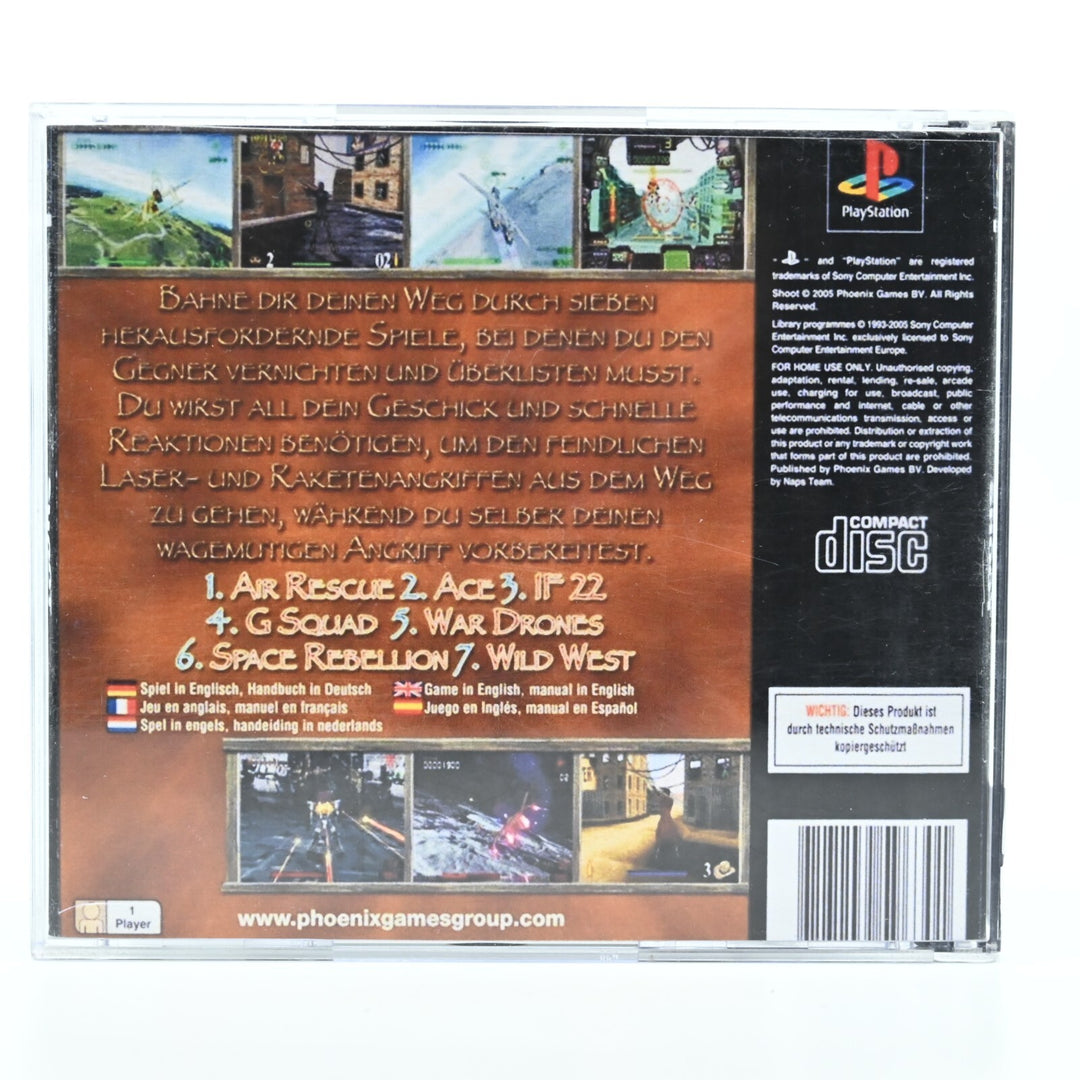 BAHNE DIR DEINEN WEG DURCH SIEBEN
HERAUSFORDERNDE SPIELE, BEI DENEN DU DEN
GEGNER VERNICHTEN UND ÜBERLISTEN MUSST.
DU WIRST ALL DEIN GESCHICK UND SCHNELLE
REAKTIONEN BENÖTIGEN, UM DEN FEINDLICHEN
LASER- UND RAKETENANGRIFFEN AUS DEM WEG
ZU GEHEN, WÄHREND DU SELBER DEINEN
WAGEMUTIGEN ANGRIFF VORBEREITEST.
1. AIR RESCUE 2. ACE 3. IF 22
4. G SQUAD 5. WAR DRONES
6. SPACE REBELLION 7. WILD WEST
Spiel in Englisch, Handbuch in Deutsch
Jeu en anglais, manuel en français
Spel in engels, handeiding in nederlands
Game in English, manual in English
Juego en Inglés, manual en Español
2
02
00001900
3
1
Player
www.phoenixgamesgroup.com
PlayStation
" " and "PlayStation" are registered
trademarks of Sony Computer Entertainment Inc.
Shoot © 2005 Phoenix Games BV. All Rights
Reserved.
Library programmes © 1993-2005 Sony Computer
Entertainment Inc. exclusively licensed to Sony
Computer Entertainment Europe.
FOR HOME USE ONLY. Unauthorised copying,
adaptation, rental, lending, re-sale, arcade
use, charging for use, broadcast, public
performance and internet, cable or other
telecommunications transmission, access or
use are prohibited. Distribution or extraction of
this product or any trademark or copyright work
that forms part of this product are prohibited.
Published by Phoenix Games BV. Developed
by Naps Team.
COMPACT
disc
WICHTIG: Dieses Produkt ist
durch technische Schutzmaßnahmen
kopiergeschützt